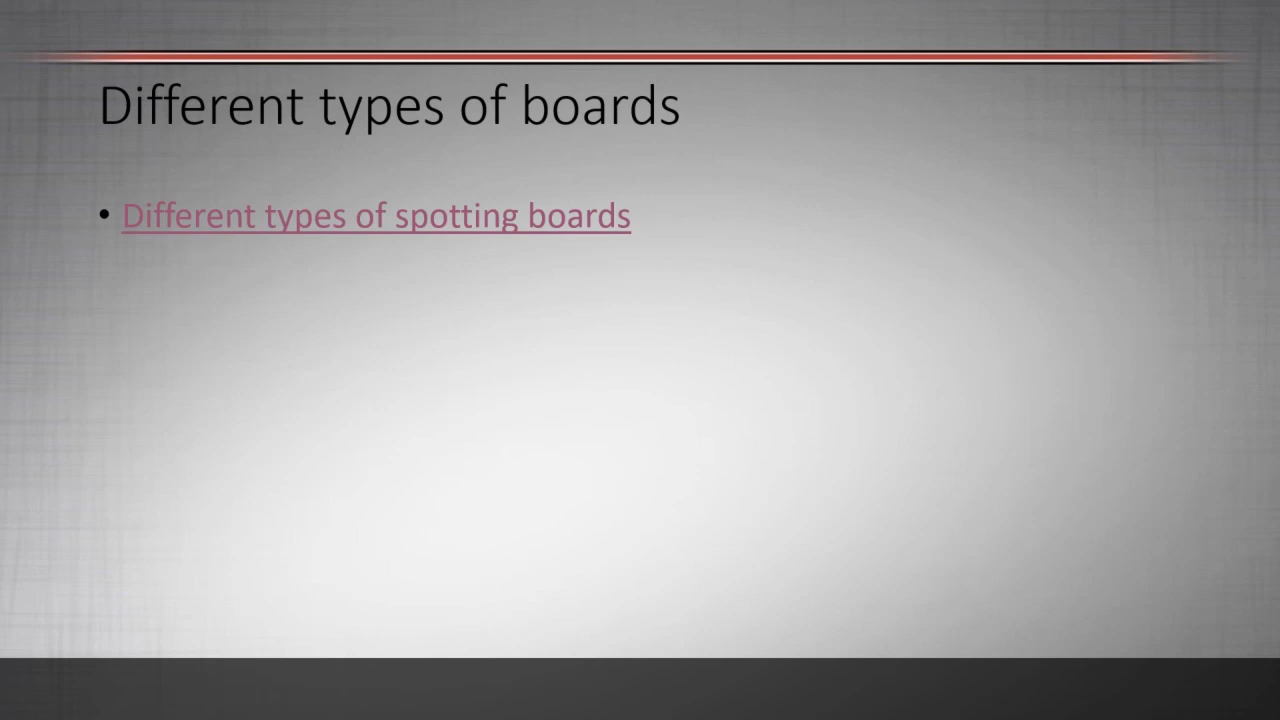 Different types of boards
• Different types of spotting boards